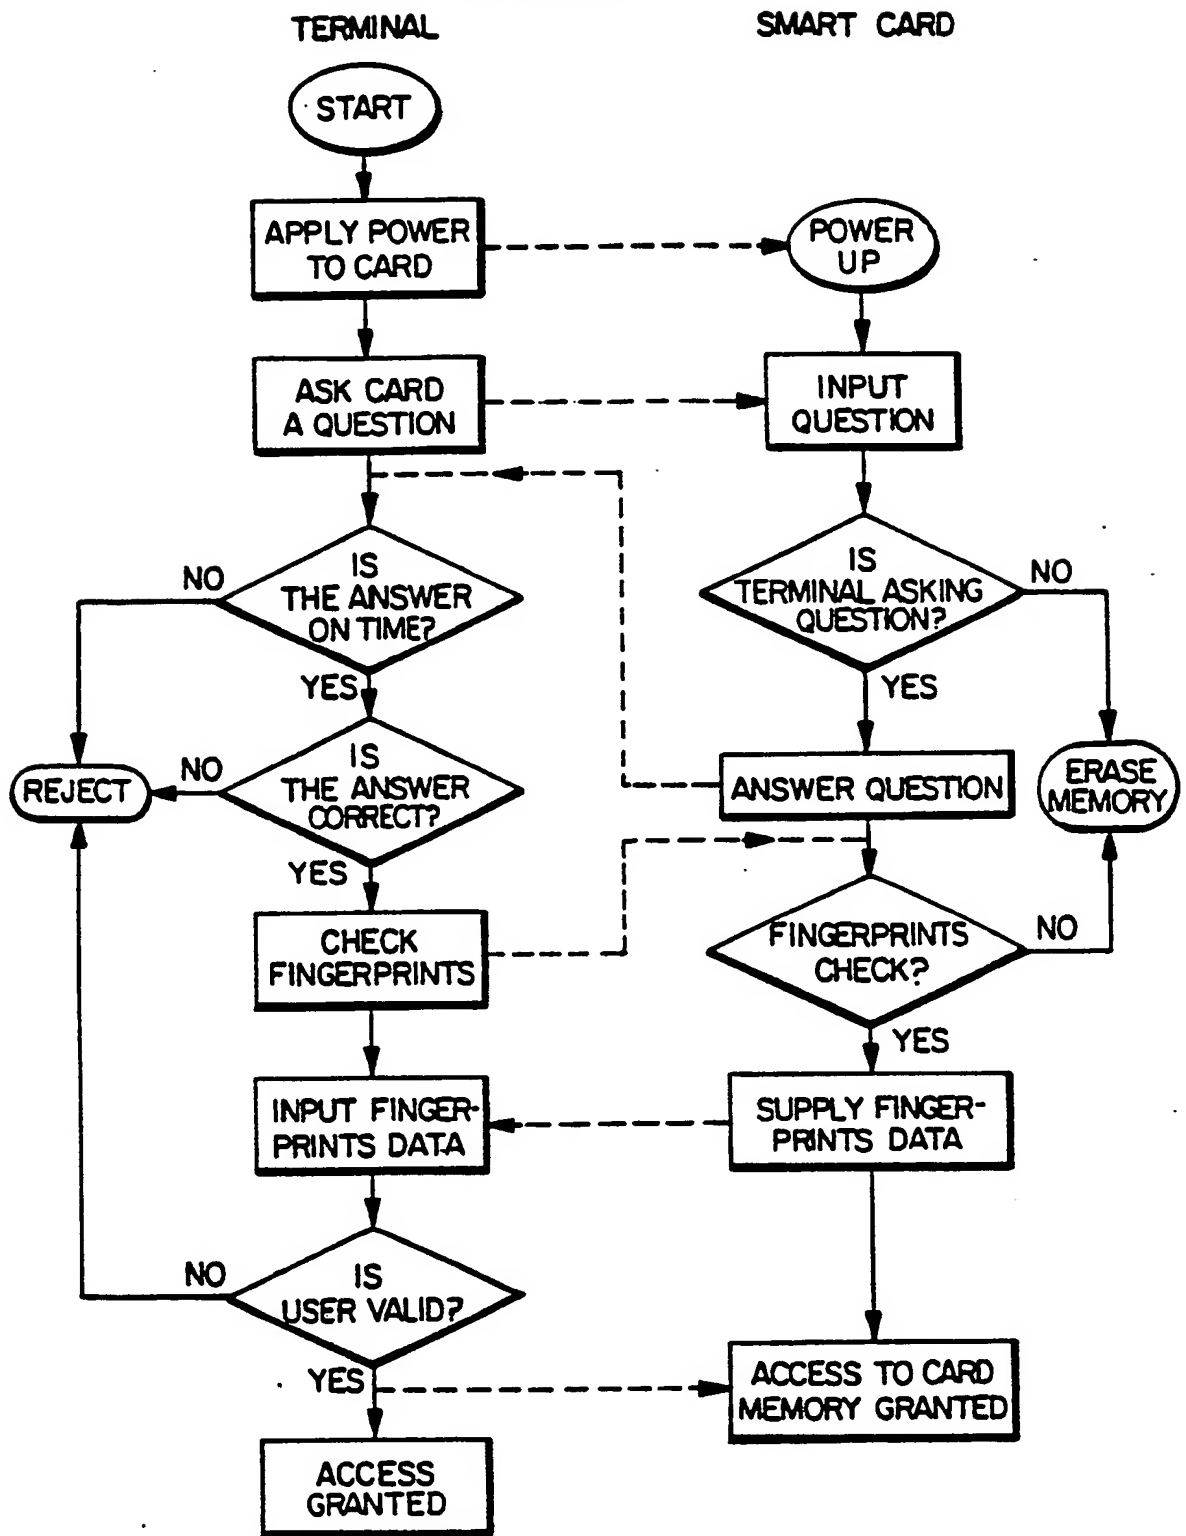 TERMINAL
SMART CARD
START
APPLY POWER
TO CARD
POWER
UP
ASK CARD
A QUESTION
INPUT
QUESTION
IS
THE ANSWER
ON TIME?
NO
YES
IS
TERMINAL ASKING
QUESTION?
NO
YES
REJECT
NO
IS
THE ANSWER
CORRECT?
YES
ANSWER QUESTION
ERASE
MEMORY
CHECK
FINGERPRINTS
FINGERPRINTS
CHECK?
NO
YES
INPUT FINGER-
PRINTS DATA
SUPPLY FINGER-
PRINTS DATA
NO
IS
USER VALID?
YES
ACCESS TO CARD
MEMORY GRANTED
ACCESS
GRANTED